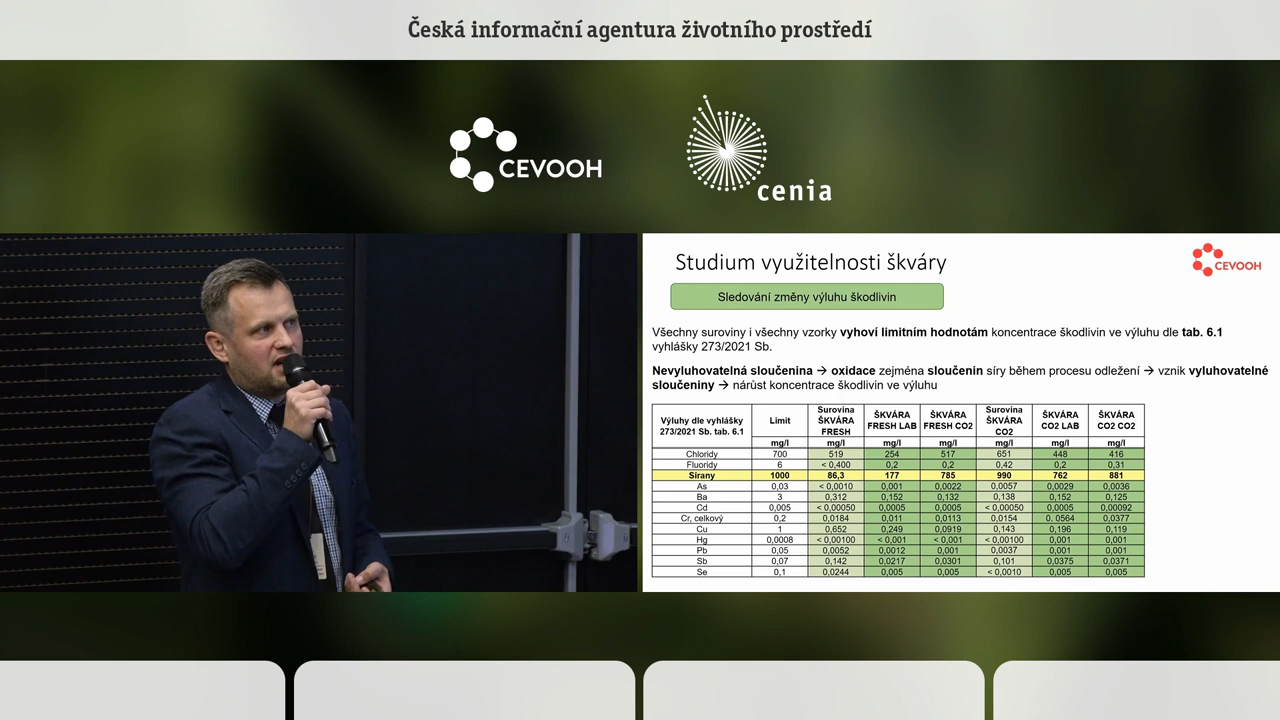 Česká informační agentura životního prostředí
CEVOOH
cenia
Studium využitelnosti škváry
CEVOOH
Sledování změny výluhu škodlivin
Všechny suroviny i všechny vzorky vyhoví limitním hodnotám koncentrace škodlivin ve výluhu dle tab. 6.1
vyhlášky 273/2021 Sb.
Nevyluhovatelná sloučenina → oxidace zejména sloučenin síry během procesu odležení → vznik vyluhovatelné
sloučeniny → nárůst koncentrace škodlivin ve výluhu
Výluhy dle vyhlášky 273/2021 Sb. tab. 6.1 Limit Surovina ŠKVÁRA FRESH ŠKVÁRA FRESH LAB ŠKVÁRA FRESH CO2 Surovina ŠKVÁRA CO2 ŠKVÁRA CO2 LAB ŠKVÁRA CO2 CO2
mg/l mg/l mg/l mg/l mg/l mg/l mg/l
Chloridy 700 519 254 517 651 448 416
Fluoridy 6 < 0,400 0,2 0,2 0,42 0,2 0,31
Sírany 1000 86,3 177 785 990 762 881
As 0,03 < 0,0010 0,001 0,0022 0,0057 0,0029 0,0036
Ba 3 0,312 0,152 0,132 0,138 0,152 0,125
Cd 0,005 < 0,00050 0,0005 0,0005 < 0,00050 0,0005 0,00092
Cr, celkový 0,2 0,0184 0,011 0,0113 0,0154 0, 0564 0,0377
Cu 1 0,652 0,249 0,0919 0,143 0,196 0,119
Hg 0,0008 < 0,00100 < 0,001 < 0,001 < 0,00100 0,001 0,001
Pb 0,05 0,0052 0,0012 0,001 0,0037 0,001 0,001
Sb 0,07 0,142 0,0217 0,0301 0,101 0,0375 0,0371
Se 0,1 0,0244 0,005 0,005 < 0,0010 0,005 0,005